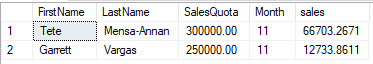 FirstName LastName SalesQuota Month sales
1 Tete Mensa-Annan 300000.00 11 66703.2671
2 Garrett Vargas 250000.00 11 12733.8611